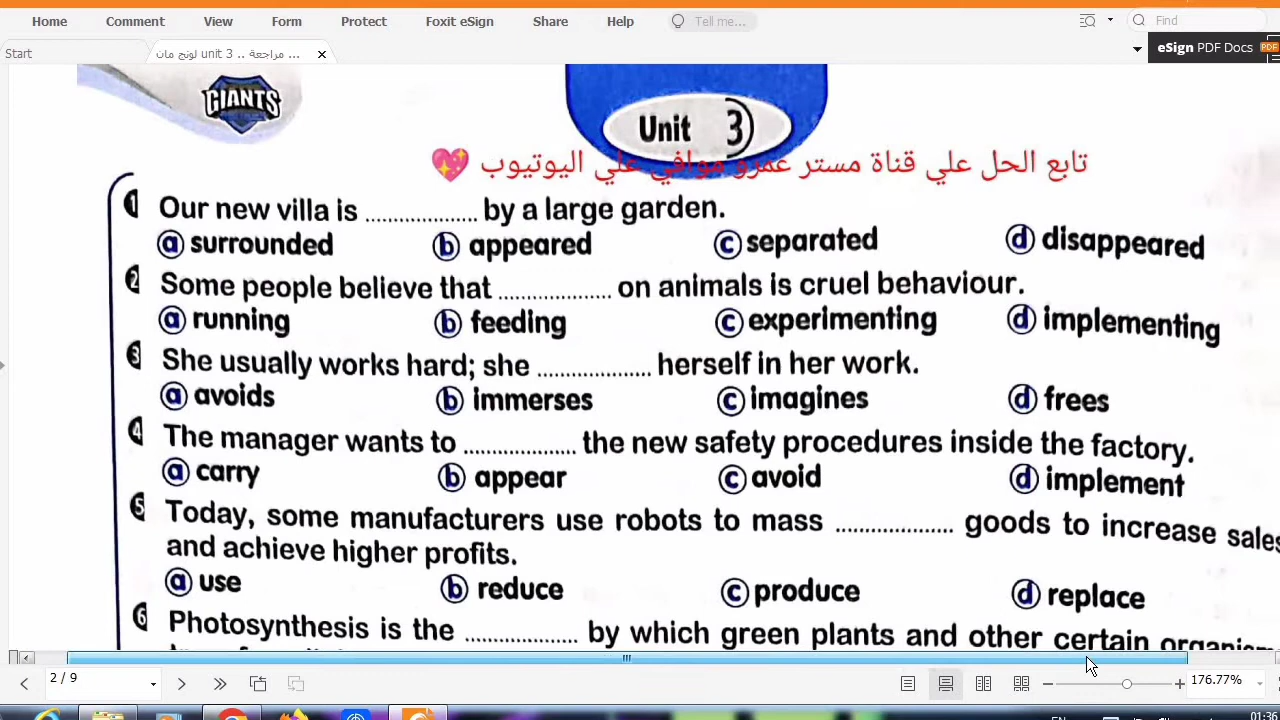 Home Comment View Form Protect Foxit eSign Share Help Tell me... Find
Start لونج مان unit 3 .. مراجعة ... eSign PDF Docs PDF
GIANTS
Unit 3
تابع الحل علي قناة مستر عمرو موافي علي اليوتيوب 💖
1 Our new villa is .................... by a large garden.
a surrounded b appeared c separated d disappeared
2 Some people believe that .................... on animals is cruel behaviour.
a running b feeding c experimenting d implementing
3 She usually works hard; she .................... herself in her work.
a avoids b immerses c imagines d frees
4 The manager wants to .................... the new safety procedures inside the factory.
a carry b appear c avoid d implement
5 Today, some manufacturers use robots to mass .................... goods to increase sales
and achieve higher profits.
a use b reduce c produce d replace
6 Photosynthesis is the .................... by which green plants and other certain
2 / 9 176.77%